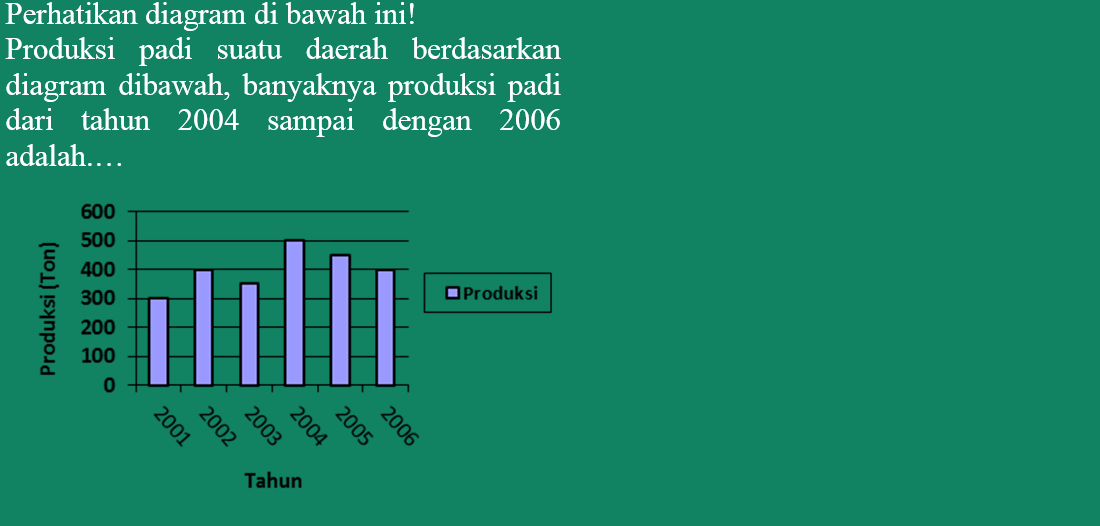 Perhatikan diagram di bawah ini!
Produksi padi suatu daerah berdasarkan
diagram dibawah, banyaknya produksi padi
dari tahun 2004 sampai dengan 2006
adalah....
600
500
400
300
200
100
0
Produksi (Ton)
2001 2002 2003 2004 2005 2006
Tahun
Produksi